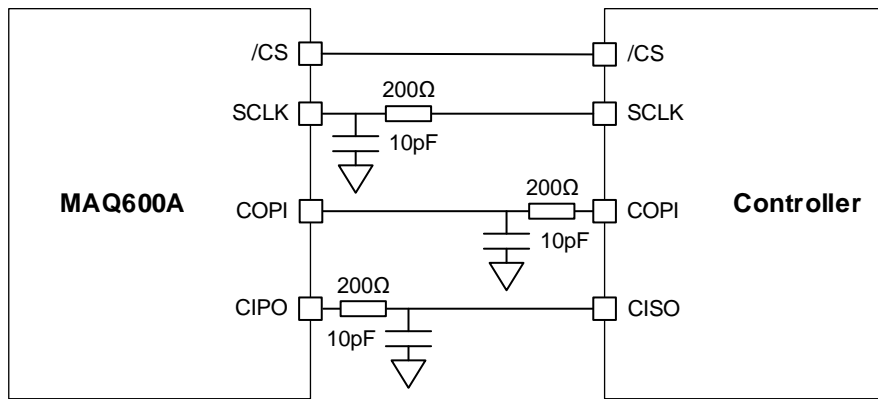 /CS
/CS
200Ω
SCLK
SCLK
10pF
200Ω
MAQ600A
COPI
COPI
Controller
10pF
200Ω
CIPO
CISO
10pF